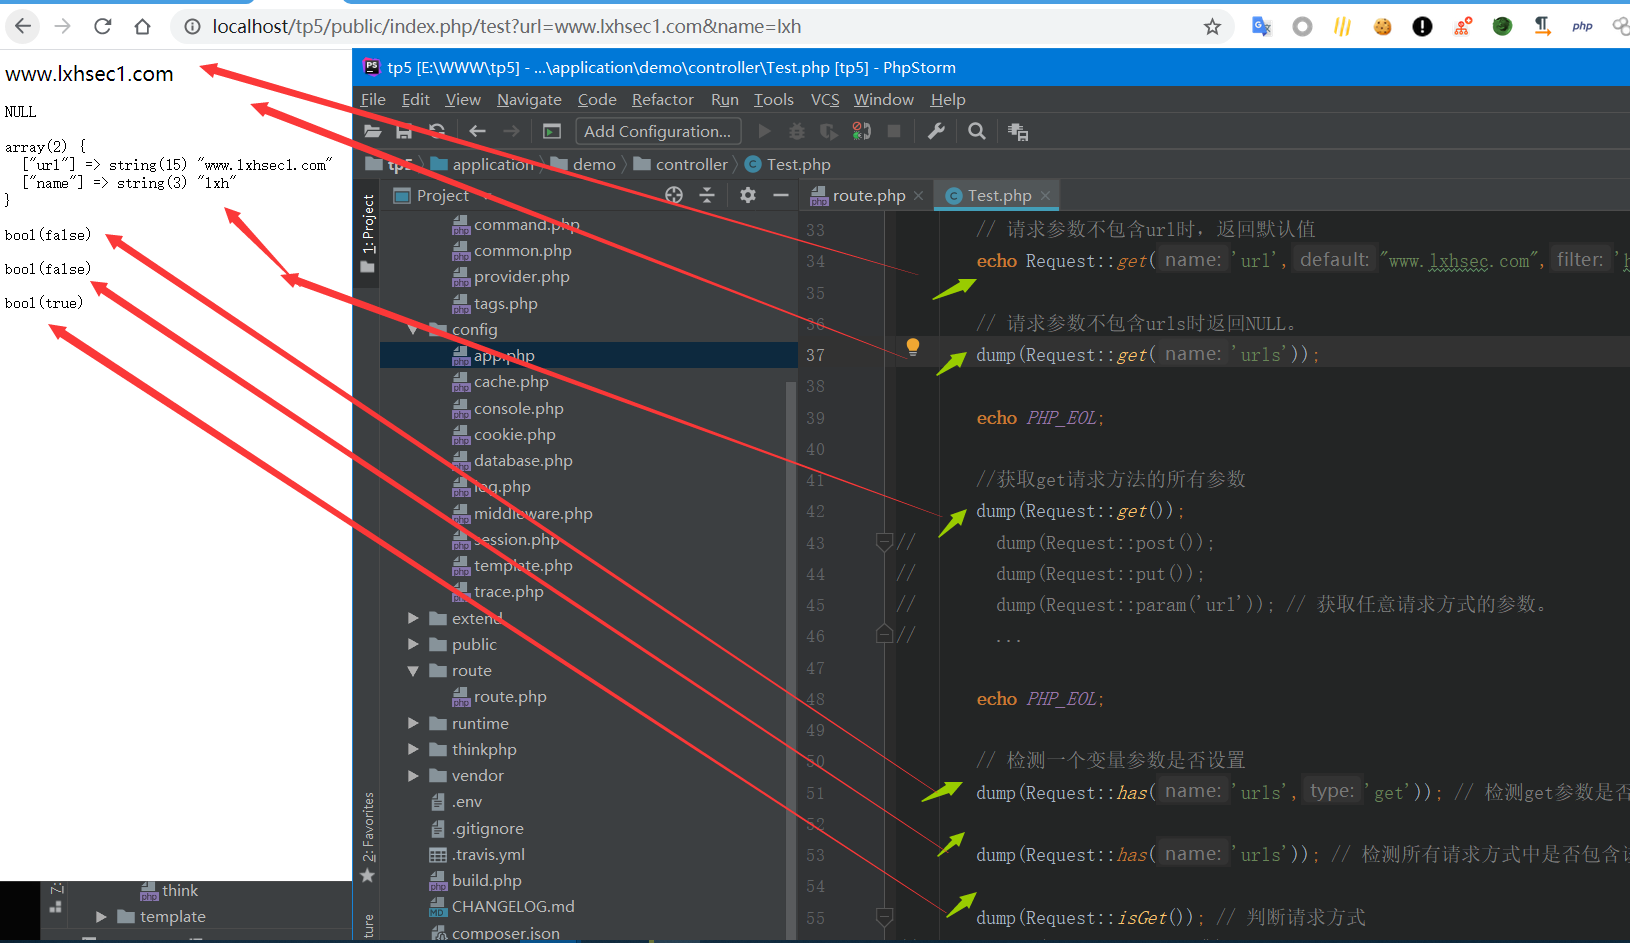 localhost/tp5/public/index.php/test?url=www.lxhsec1.com&name=lxh
php
www.lxhsec1.com
NULL
array(2) {
["url"] => string(15) "www.lxhsec1.com"
["name"] => string(3) "lxh"
}
bool(false)
bool(false)
bool(true)
think
template
PS tp5 [E:\WWW\tp5] - ...\application\demo\controller\Test.php [tp5] - PhpStorm
File Edit View Navigate Code Refactor Run Tools VCS Window Help
Add Configuration...
tp5 application demo controller Test.php
1: Project
2: Favorites
Project
command.php
common.php
provider.php
tags.php
config
app.php
cache.php
console.php
cookie.php
database.php
log.php
middleware.php
session.php
template.php
trace.php
extend
public
route
route.php
runtime
thinkphp
vendor
.env
.gitignore
.travis.yml
build.php
CHANGELOG.md
composer.json
route.php Test.php
33 // 请求参数不包含url时，返回默认值
34 echo Request::get( name: 'url', default: "www.lxhsec.com", filter: 'h
35
36 // 请求参数不包含urls时返回NULL。
37 dump(Request::get( name: 'urls'));
38
39 echo PHP_EOL;
40
41 //获取get请求方法的所有参数
42 dump(Request::get());
43 // dump(Request::post());
44 // dump(Request::put());
45 // dump(Request::param('url')); // 获取任意请求方式的参数。
46 // ...
47
48 echo PHP_EOL;
49
50 // 检测一个变量参数是否设置
51 dump(Request::has( name: 'urls', type: 'get')); // 检测get参数是否
52
53 dump(Request::has( name: 'urls')); // 检测所有请求方式中是否包含
54
55 dump(Request::isGet()); // 判断请求方式